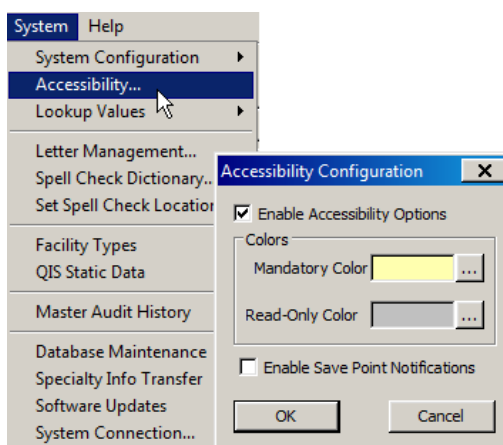 System Help
System Configuration
Accessibility...
Lookup Values
Letter Management...
Spell Check Dictionary..
Set Spell Check Location
Facility Types
QIS Static Data
Master Audit History
Database Maintenance
Specialty Info Transfer
Software Updates
System Connection...
Accessibility Configuration
Enable Accessibility Options
Colors
Mandatory Color ...
Read-Only Color ...
Enable Save Point Notifications
OK Cancel